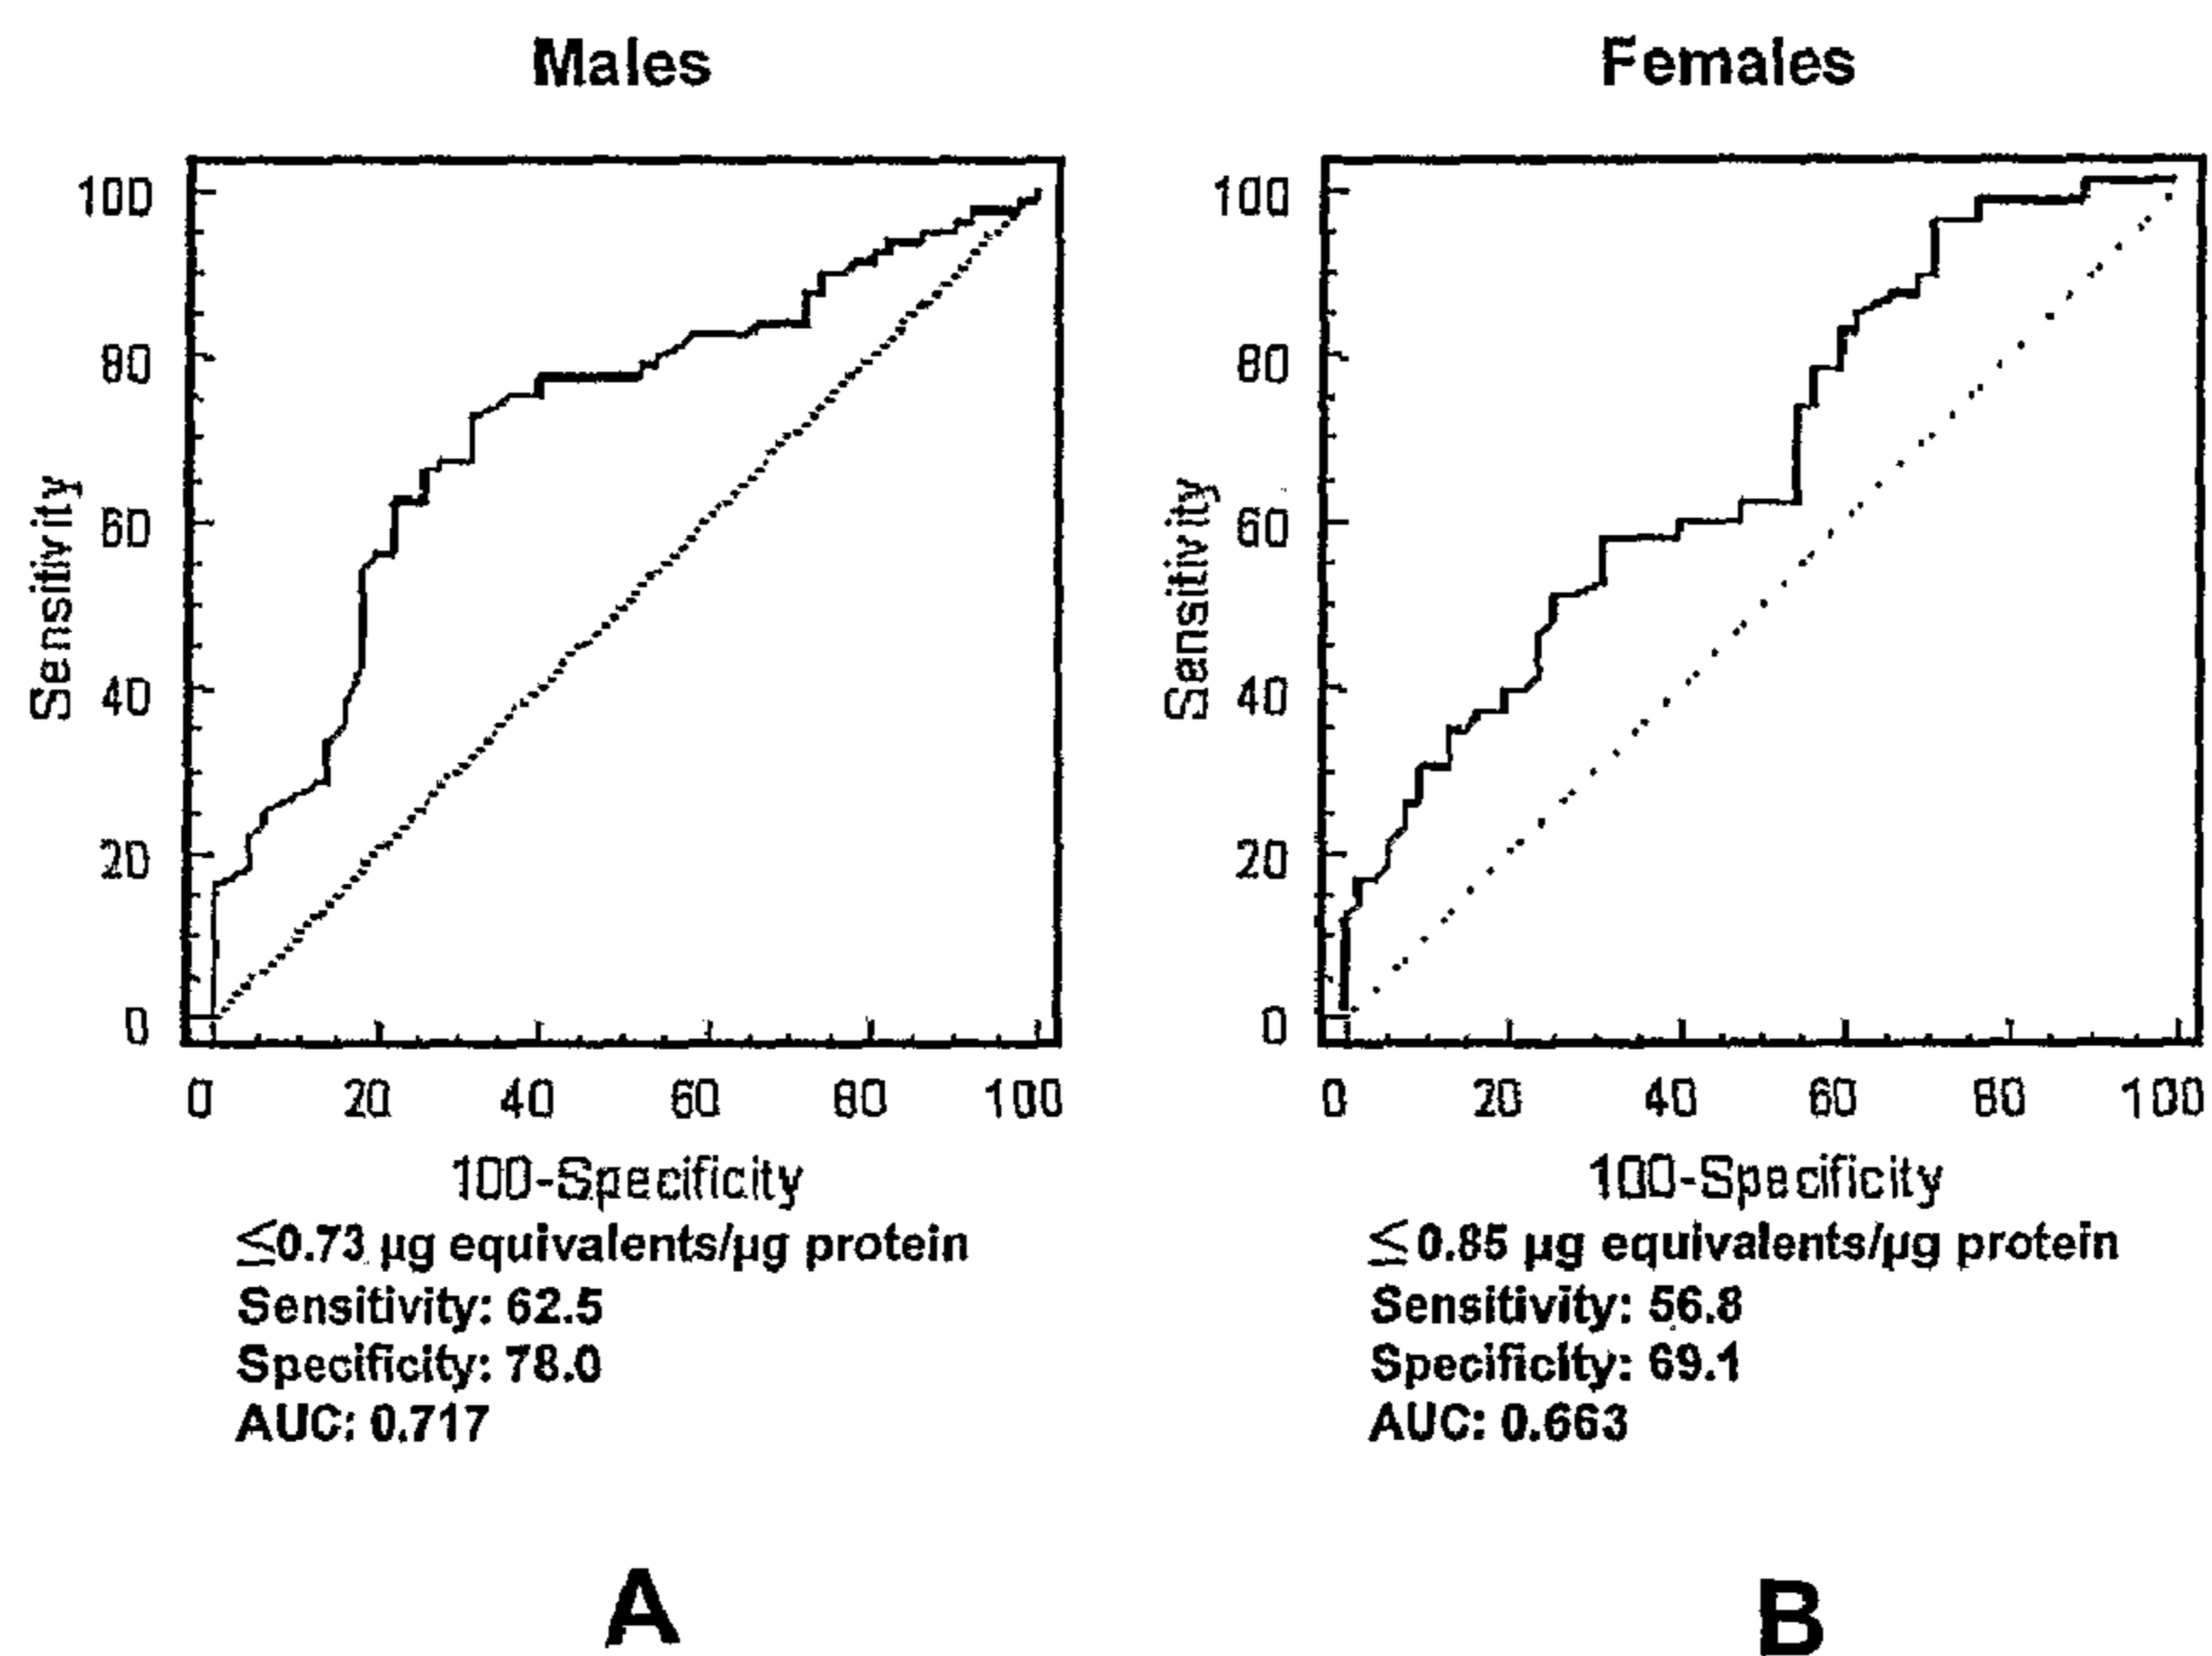 Males
100
80
60
40
20
0
Sensitivity
0 20 40 60 80 100
100-Specificity
≤0.73 µg equivalents/µg protein
Sensitivity: 62.5
Specificity: 78.0
AUC: 0.717
A
Females
100
80
60
40
20
0
Sensitivity
0 20 40 60 80 100
100-Specificity
≤0.85 µg equivalents/µg protein
Sensitivity: 56.8
Specificity: 69.1
AUC: 0.663
B